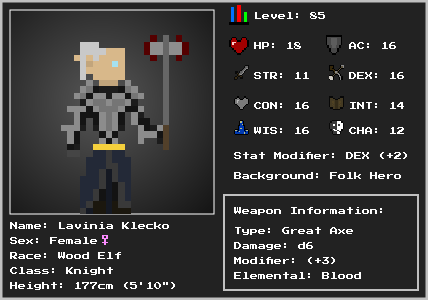 Level: 85
HP: 18 AC: 16
STR: 11 DEX: 16
CON: 16 INT: 14
WIS: 16 CHA: 12
Stat Modifier: DEX (+2)
Background: Folk Hero
Name: Lavinia Klecko
Sex: Female♀
Race: Wood Elf
Class: Knight
Height: 177cm (5'10")
Weapon Information:
Type: Great Axe
Damage: d6
Modifier: (+3)
Elemental: Blood